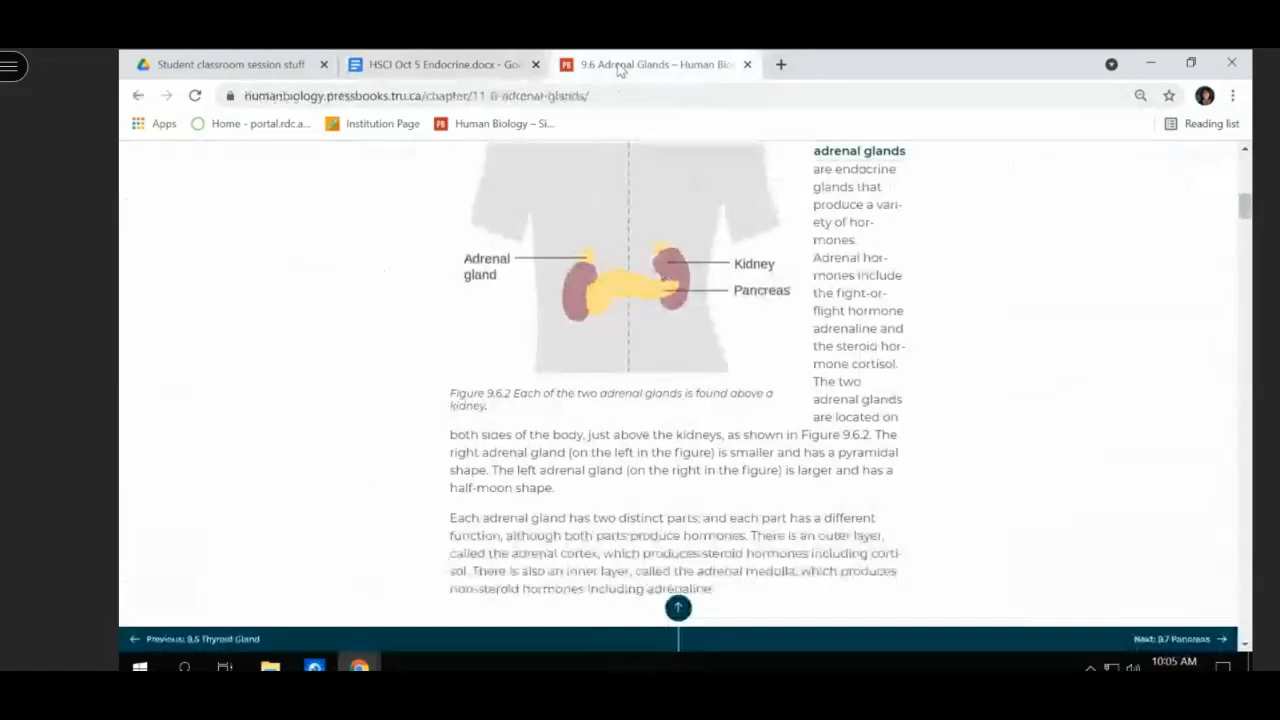 Student classroom session stuff
HSCI Oct 5 Endocrine.docx - Goo
PB 9.6 Adrenal Glands – Human Biol
humanbiology.pressbooks.tru.ca/chapter/11-6-adrenal-glands/
Apps
Home - portal.rdc.a...
Institution Page
PB Human Biology – Si...
Reading list
Adrenal
gland
Kidney
Pancreas
adrenal glands
are endocrine
glands that
produce a vari-
ety of hor-
mones.
Adrenal hor-
mones include
the fight-or-
flight hormone
adrenaline and
the steroid hor-
mone cortisol.
The two
adrenal glands
are located on
Figure 9.6.2 Each of the two adrenal glands is found above a
kidney.
both sides of the body, just above the kidneys, as shown in Figure 9.6.2. The
right adrenal gland (on the left in the figure) is smaller and has a pyramidal
shape. The left adrenal gland (on the right in the figure) is larger and has a
half-moon shape.
Each adrenal gland has two distinct parts, and each part has a different
function, although both parts produce hormones. There is an outer layer,
called the adrenal cortex, which produces steroid hormones including corti-
sol. There is also an inner layer, called the adrenal medulla, which produces
non-steroid hormones including adrenaline
← Previous: 9.5 Thyroid Gland
Next: 9.7 Pancreas →
10:05 AM